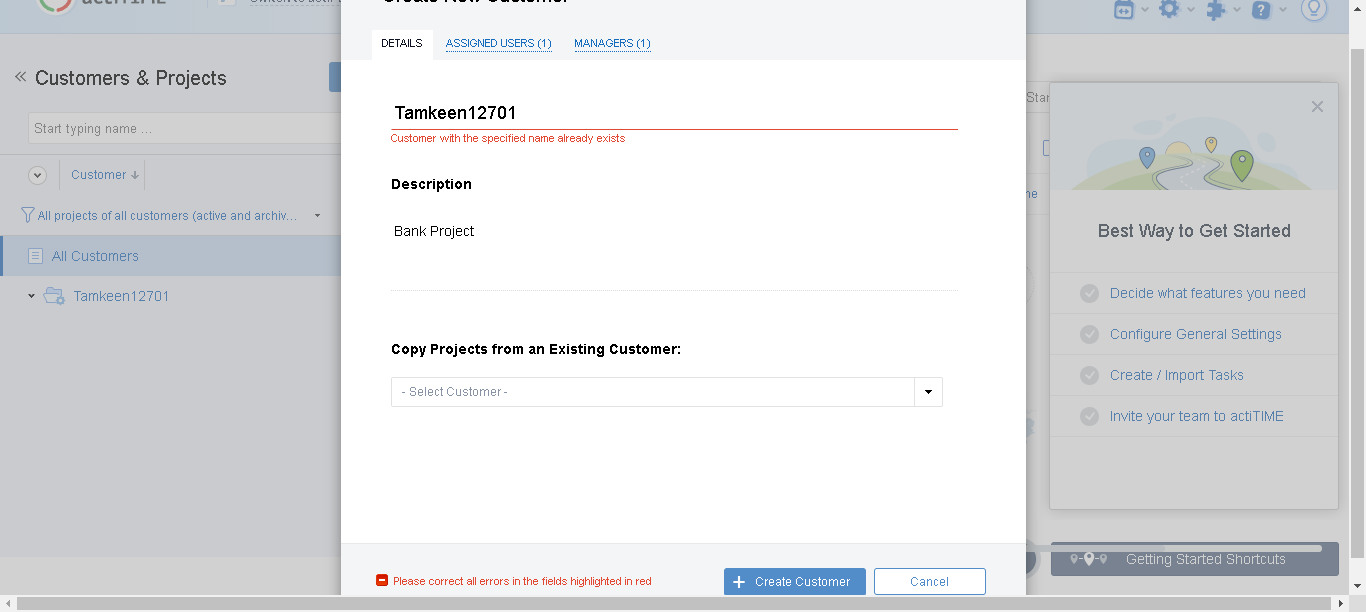 actiTIME
Create New Customer
DETAILS
ASSIGNED USERS (1)
MANAGERS (1)
Customers & Projects
Start typing name ...
Customer
All projects of all customers (active and archiv...
All Customers
Tamkeen12701
Tamkeen12701
Customer with the specified name already exists
Description
Bank Project
Copy Projects from an Existing Customer:
- Select Customer -
Please correct all errors in the fields highlighted in red
Create Customer
Cancel
Best Way to Get Started
Decide what features you need
Configure General Settings
Create / Import Tasks
Invite your team to actiTIME
Getting Started Shortcuts